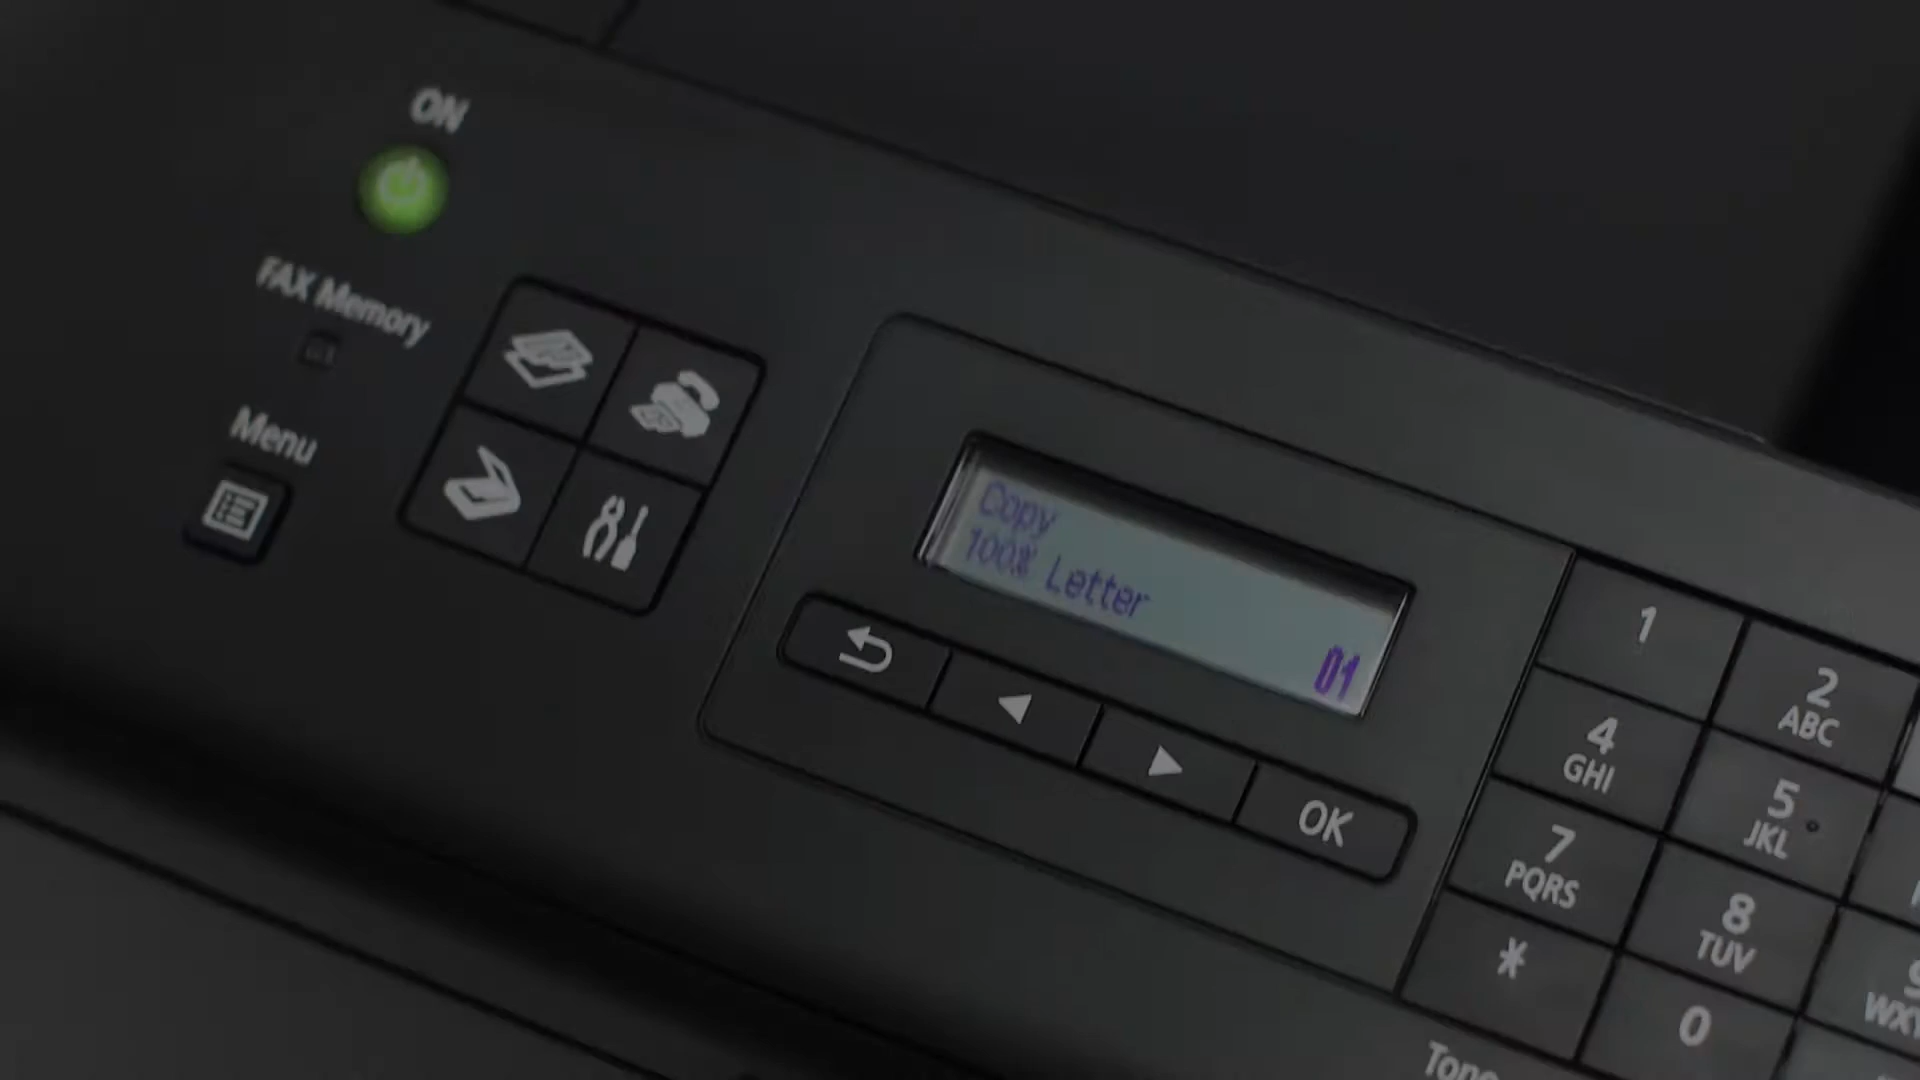 ON
FAX Memory
Menu
Copy
100% Letter
01
OK
1
2
ABC
4
GHI
5
JKL
7
PQRS
8
TUV
*
0